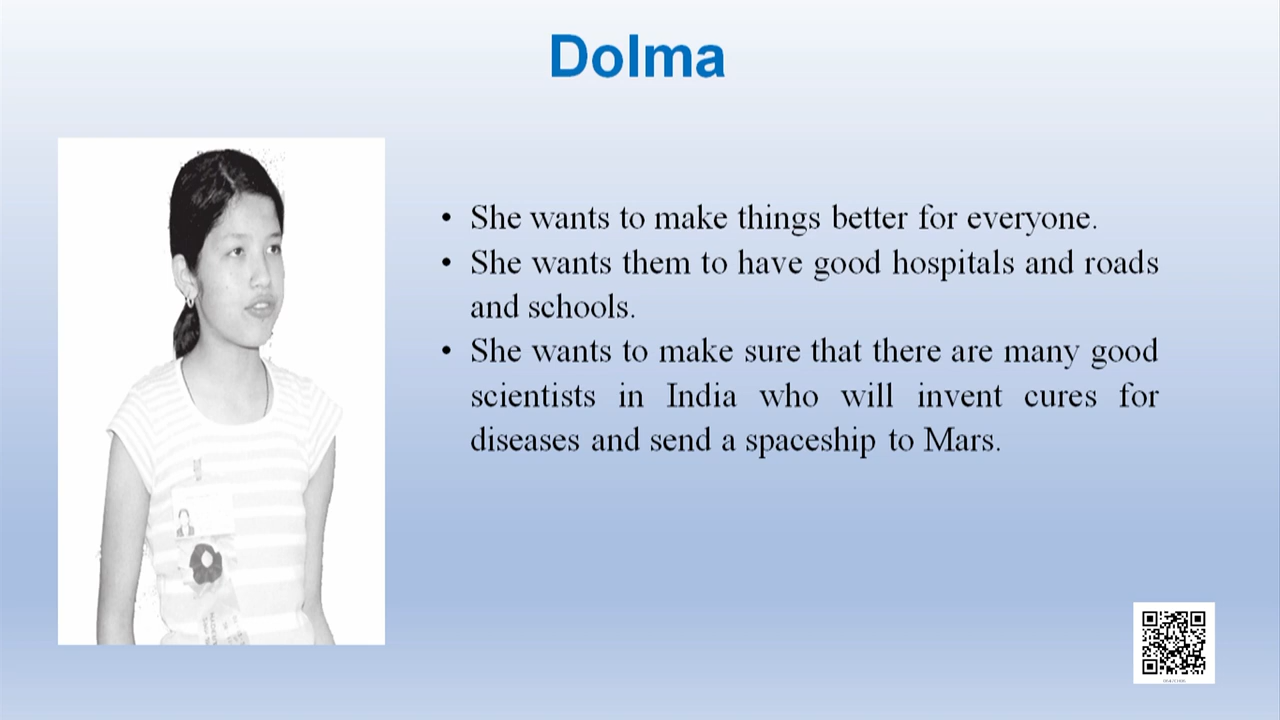 Dolma
• She wants to make things better for everyone.
• She wants them to have good hospitals and roads
and schools.
• She wants to make sure that there are many good
scientists in India who will invent cures for
diseases and send a spaceship to Mars.